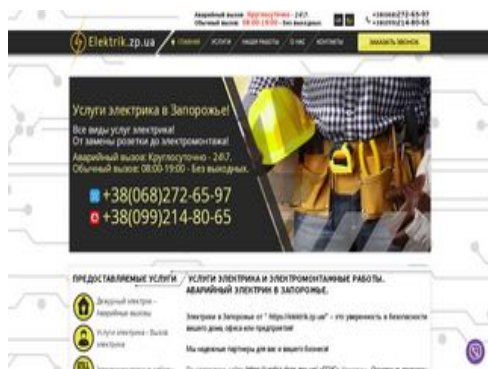 Аварийный вызов: Круглосуточно - 24\7.
Обычный вызов: 08:00-19:00 - Без выходных.
+38(068)272-65-97
+38(099)214-80-65
Elektrik.zp.ua
ГЛАВНАЯ / УСЛУГИ / НАШИ РАБОТЫ / О НАС / КОНТАКТЫ
ЗАКАЗАТЬ ЗВОНОК
Услуги электрика в Запорожье!
Все виды услуг электрика!
От замены розетки до электромонтажа!
Аварийный вызов: Круглосуточно - 24\7.
Обычный вызов: 08:00-19:00 - Без выходных.
+38(068)272-65-97
+38(099)214-80-65
ПРЕДОСТАВЛЯЕМЫЕ УСЛУГИ
Дежурный электрик -
Аварийные вызовы
Услуги электрика - Вызов
электрика
УСЛУГИ ЭЛЕКТРИКА И ЭЛЕКТРОМОНТАЖНЫЕ РАБОТЫ.
АВАРИЙНЫЙ ЭЛЕКТРИК В ЗАПОРОЖЬЕ.
Электрики в Запорожье от " https://elektrik.zp.ua/" - это уверенность в безопасности
вашего дома, офиса или предприятия!
Мы надежные партнеры для вас и вашего бизнеса!